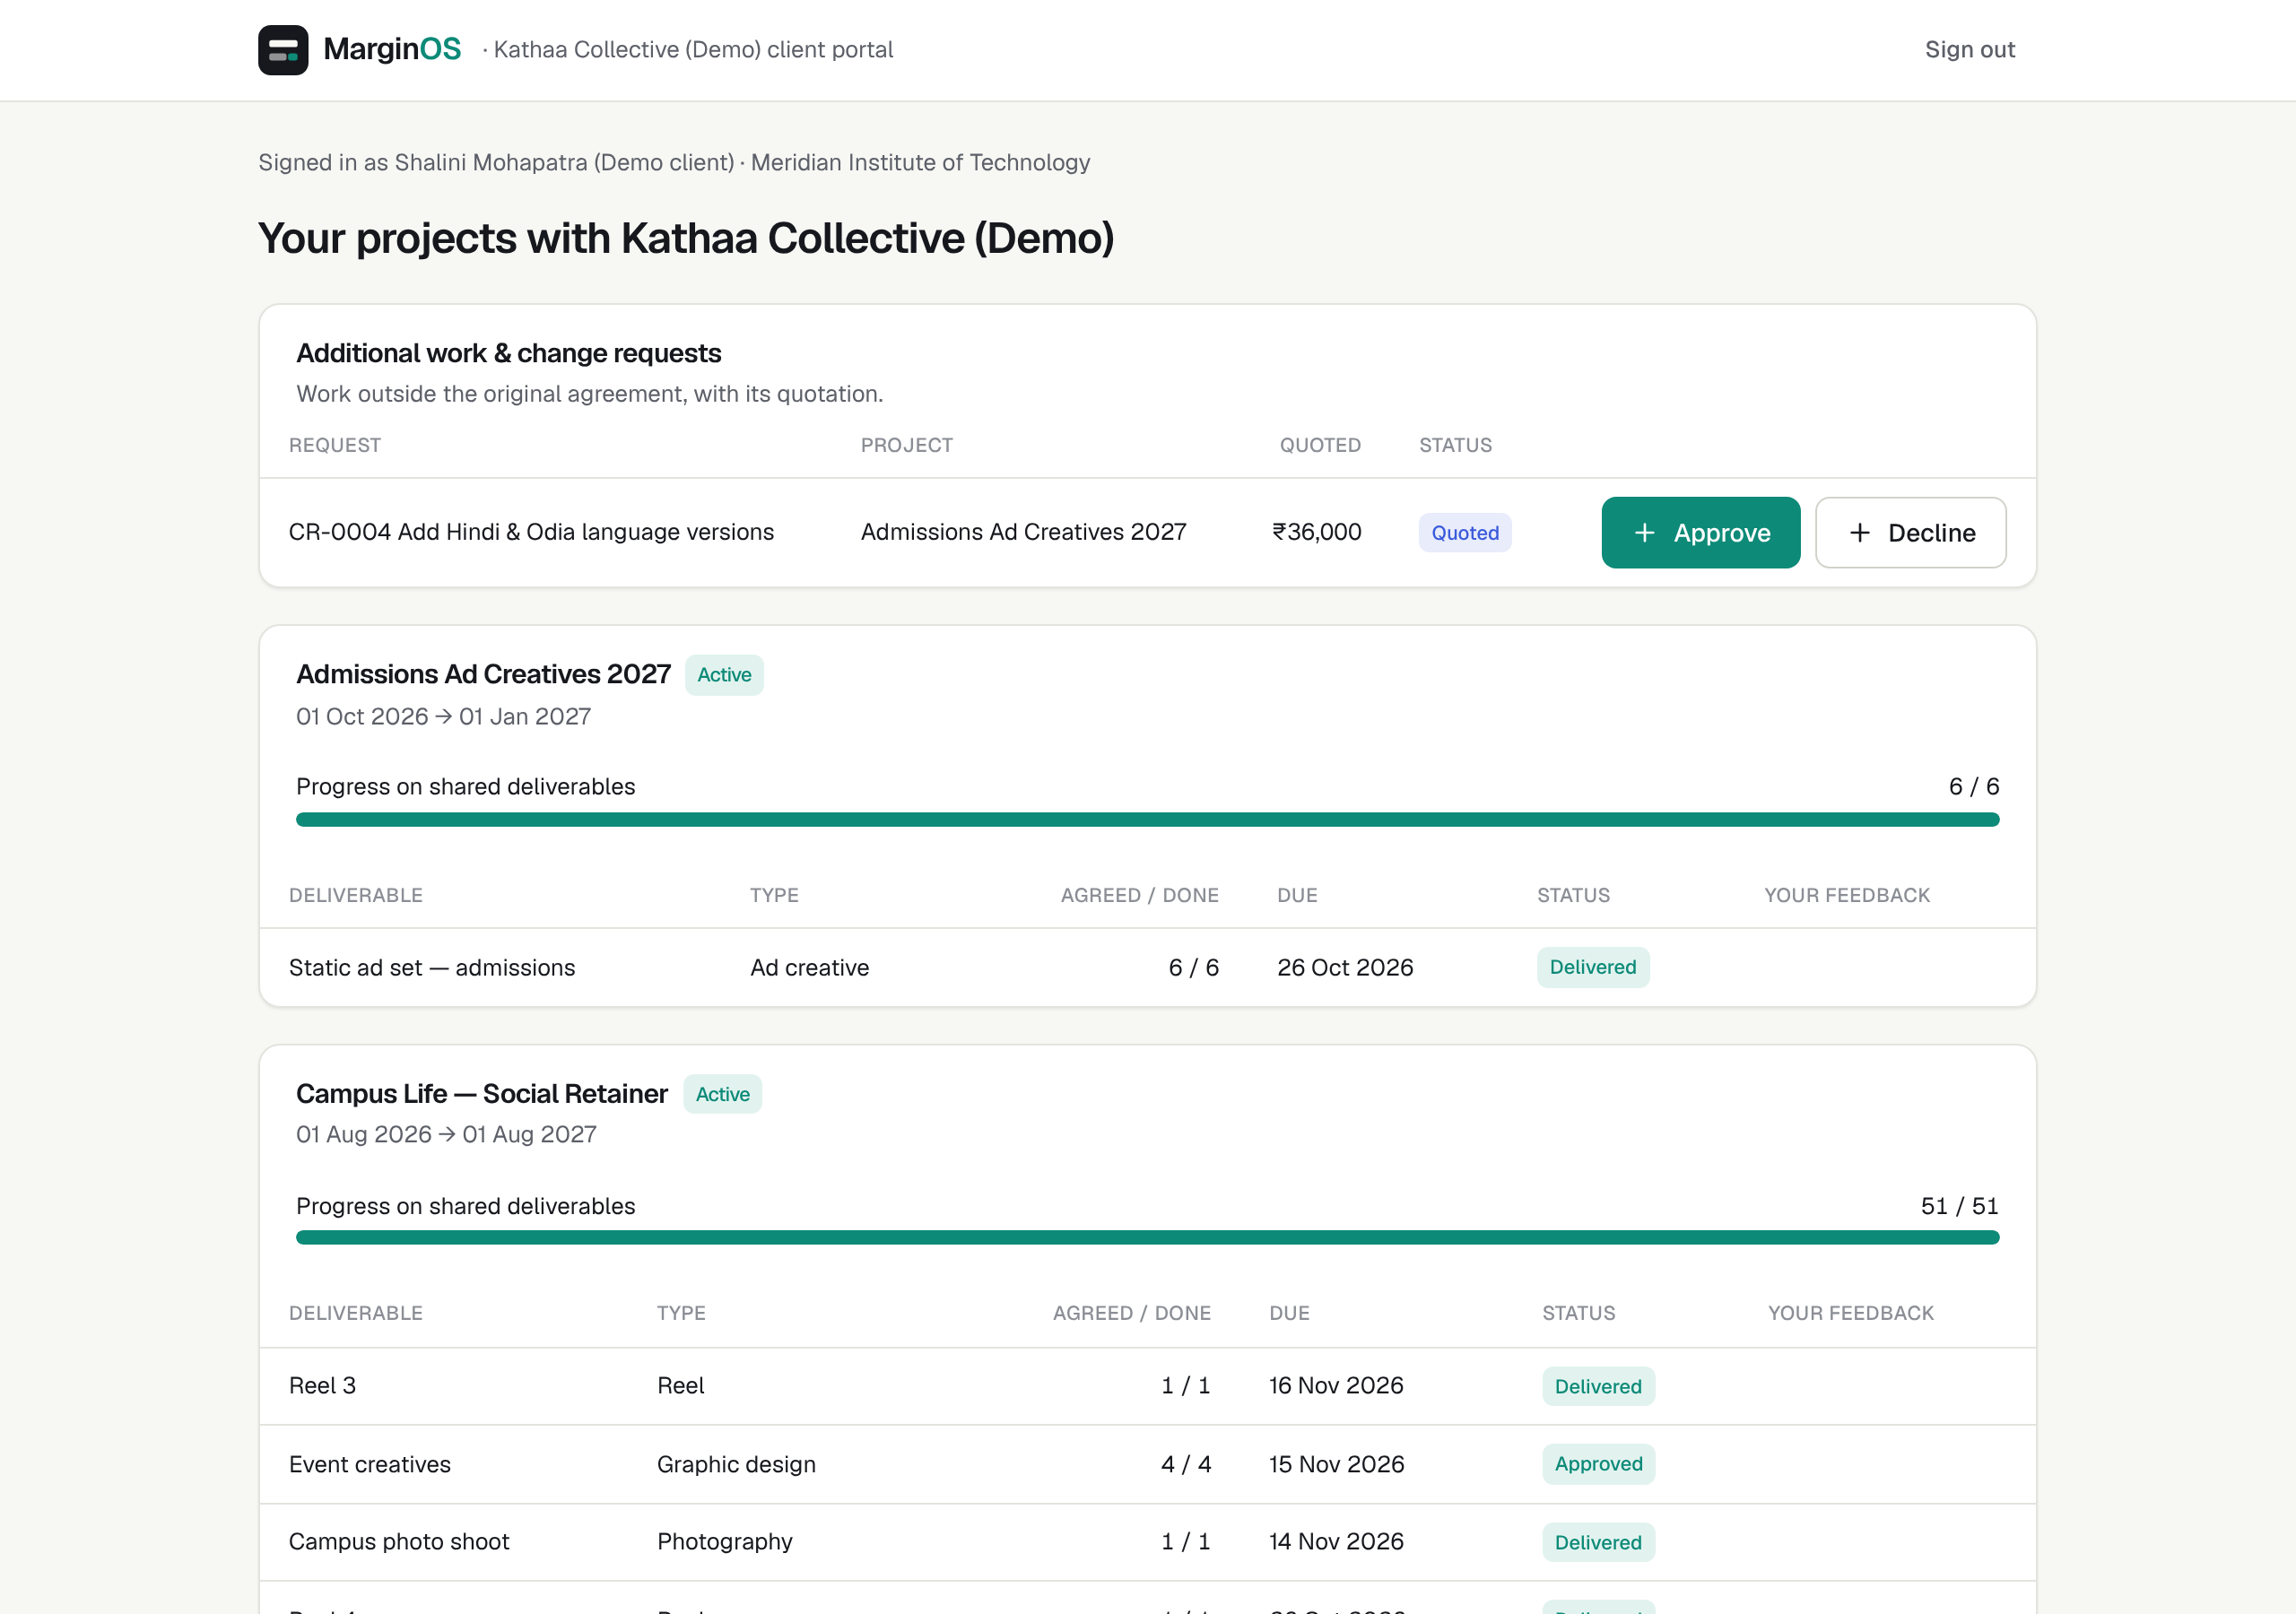 MarginOS · Kathaa Collective (Demo) client portal Sign out
Signed in as Shalini Mohapatra (Demo client) · Meridian Institute of Technology
Your projects with Kathaa Collective (Demo)
Additional work & change requests
Work outside the original agreement, with its quotation.
REQUEST PROJECT QUOTED STATUS
CR-0004 Add Hindi & Odia language versions Admissions Ad Creatives 2027 ₹36,000 Quoted + Approve + Decline
Admissions Ad Creatives 2027 Active
01 Oct 2026 → 01 Jan 2027
Progress on shared deliverables 6 / 6
DELIVERABLE TYPE AGREED / DONE DUE STATUS YOUR FEEDBACK
Static ad set — admissions Ad creative 6 / 6 26 Oct 2026 Delivered
Campus Life — Social Retainer Active
01 Aug 2026 → 01 Aug 2027
Progress on shared deliverables 51 / 51
DELIVERABLE TYPE AGREED / DONE DUE STATUS YOUR FEEDBACK
Reel 3 Reel 1 / 1 16 Nov 2026 Delivered
Event creatives Graphic design 4 / 4 15 Nov 2026 Approved
Campus photo shoot Photography 1 / 1 14 Nov 2026 Delivered